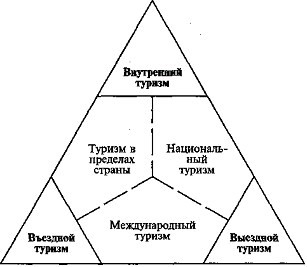 Внутренний
туризм
Туризм в
пределах
страны
Националь-
ный
туризм
Международный
туризм
Въездной
туризм
Выездной
туризм